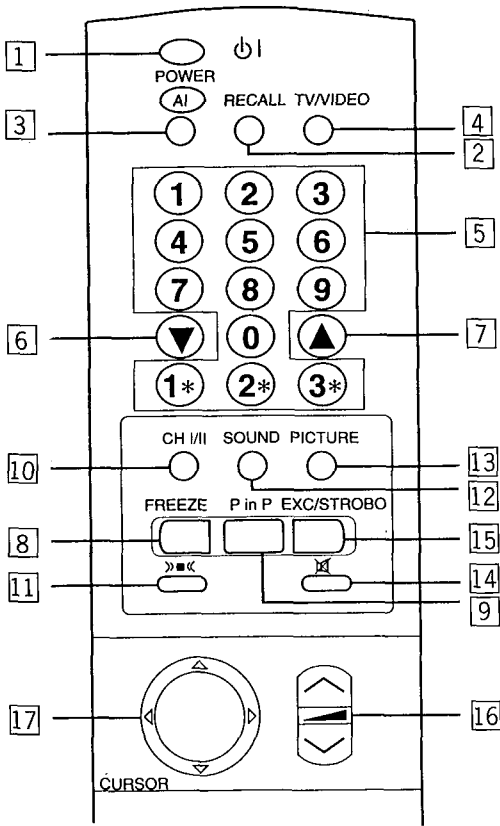 1
⏻ I
POWER
AI
RECALL TV/VIDEO
3
4
2
1 2 3
4 5 6
5
7 8 9
6
▼ 0 ▲
7
1* 2* 3*
CH I/II SOUND PICTURE
10
13
12
FREEZE P in P EXC/STROBO
8
15
11
14
9
17
16
CURSOR